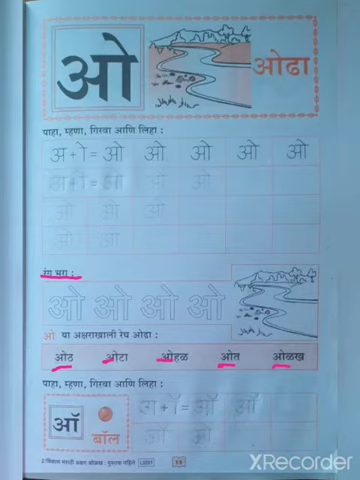 ओ
ओढा
पाहा, म्हणा, गिरवा आणि लिहा :
अ + ो = ओ ओ ओ ओ ओ
अ + ो = ओ ओ ओ
ओ ओ ओ
ओ ओ
रंग भरा :
ओ ओ ओ ओ
ओ या अक्षराखाली रेघ ओढा :
ओठ ओटा ओहळ ओत ओळख
पाहा, म्हणा, गिरवा आणि लिहा :
ऑ
बॉल
अ + ॉ = ऑ ऑ
ऑ ऑ
XRecorder